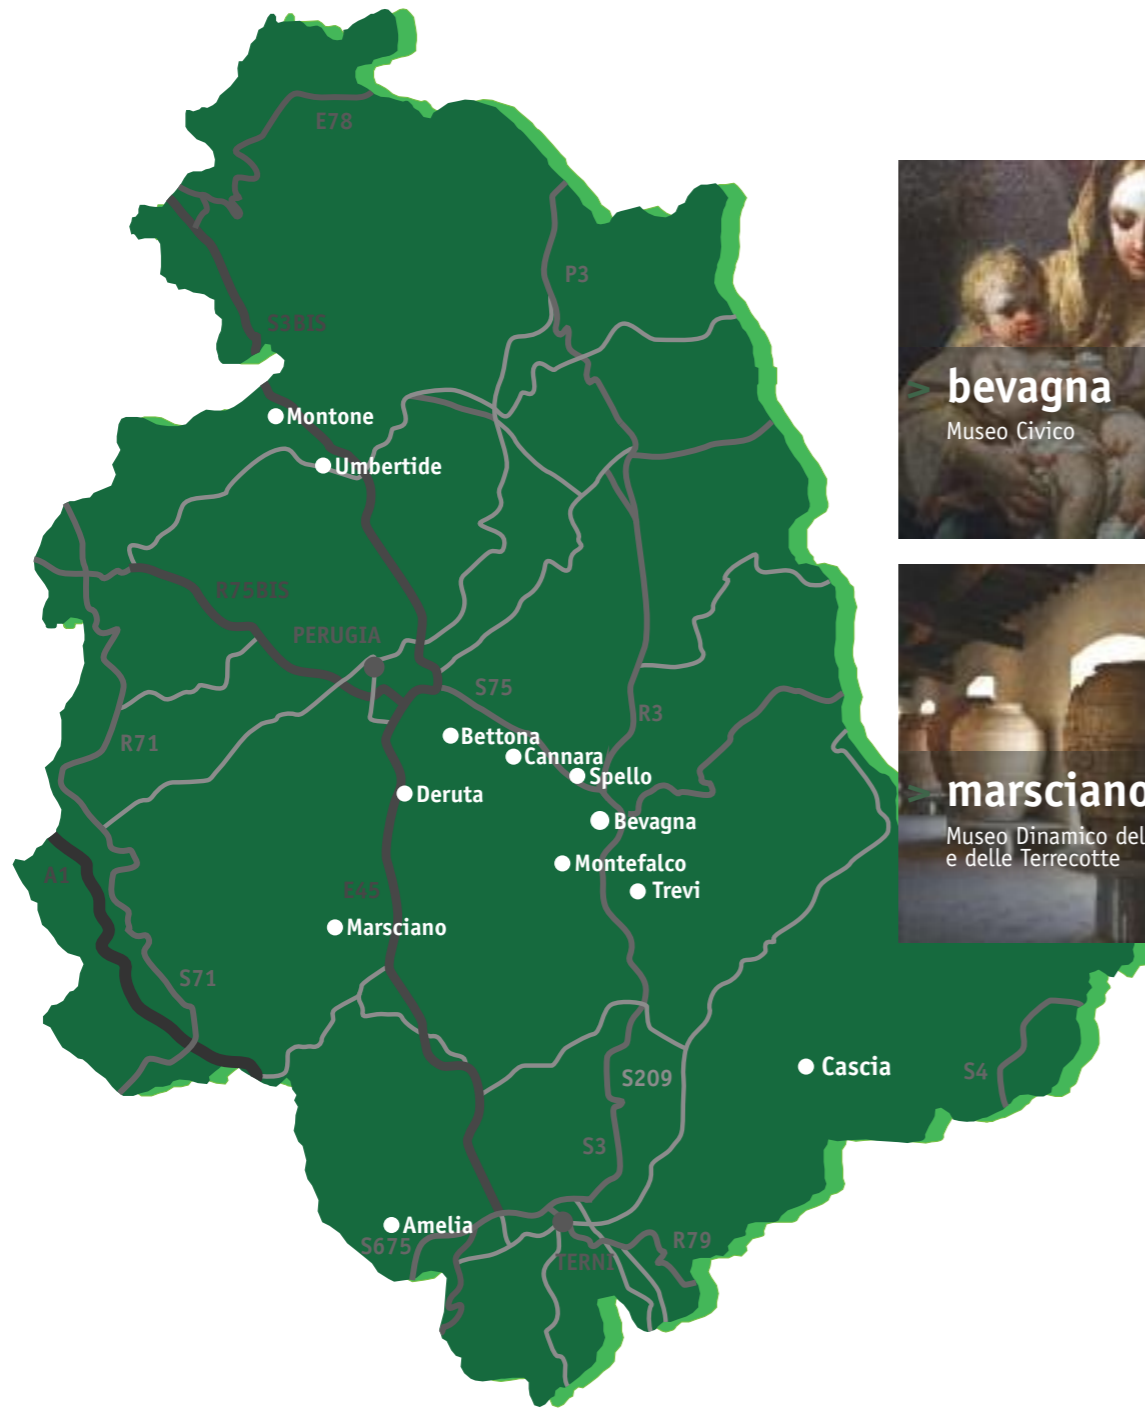 E78
P3
S3BIS
Montone
Umbertide
R75BIS
PERUGIA
S75
R3
R71
Bettona
Cannara
Spello
Deruta
Bevagna
Montefalco
Trevi
A1
E45
Marsciano
S71
Cascia
S209
S4
S3
Amelia
S675
R79
TERNI
> bevagna
Museo Civico
> marsciano
Museo Dinamico del
e delle Terrecotte